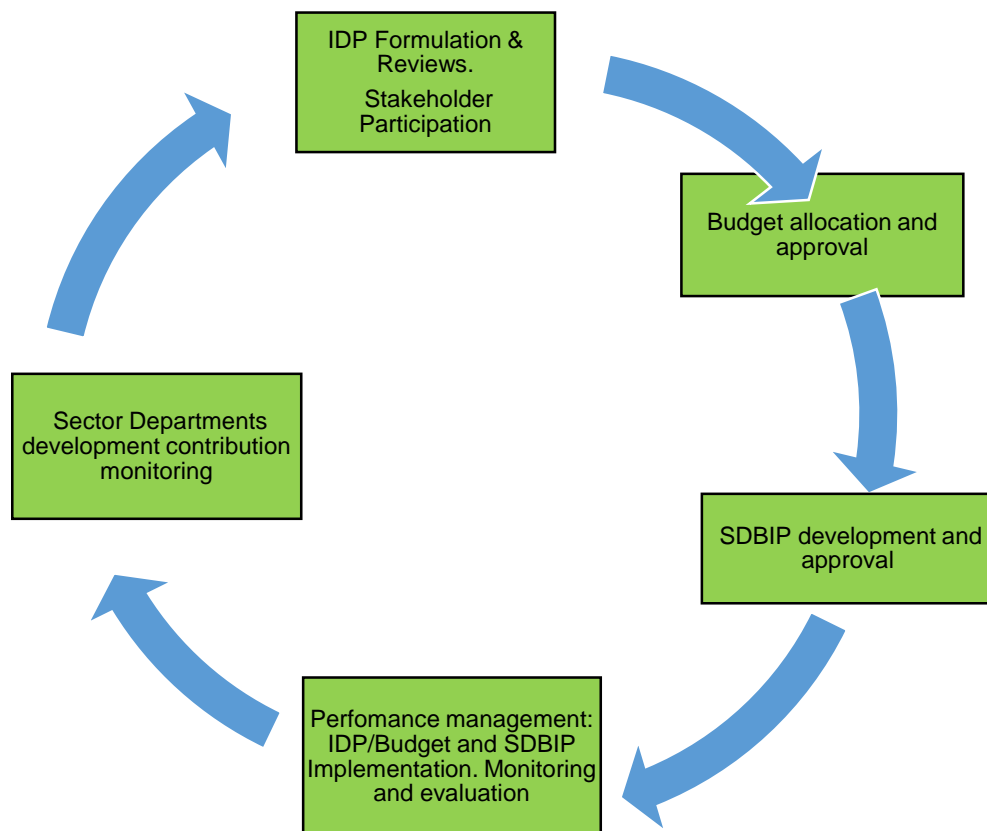 IDP Formulation &
Reviews.
Stakeholder
Participation
Budget allocation and
approval
SDBIP development and
approval
Perfomance management:
IDP/Budget and SDBIP
Implementation. Monitoring
and evaluation
Sector Departments
development contribution
monitoring